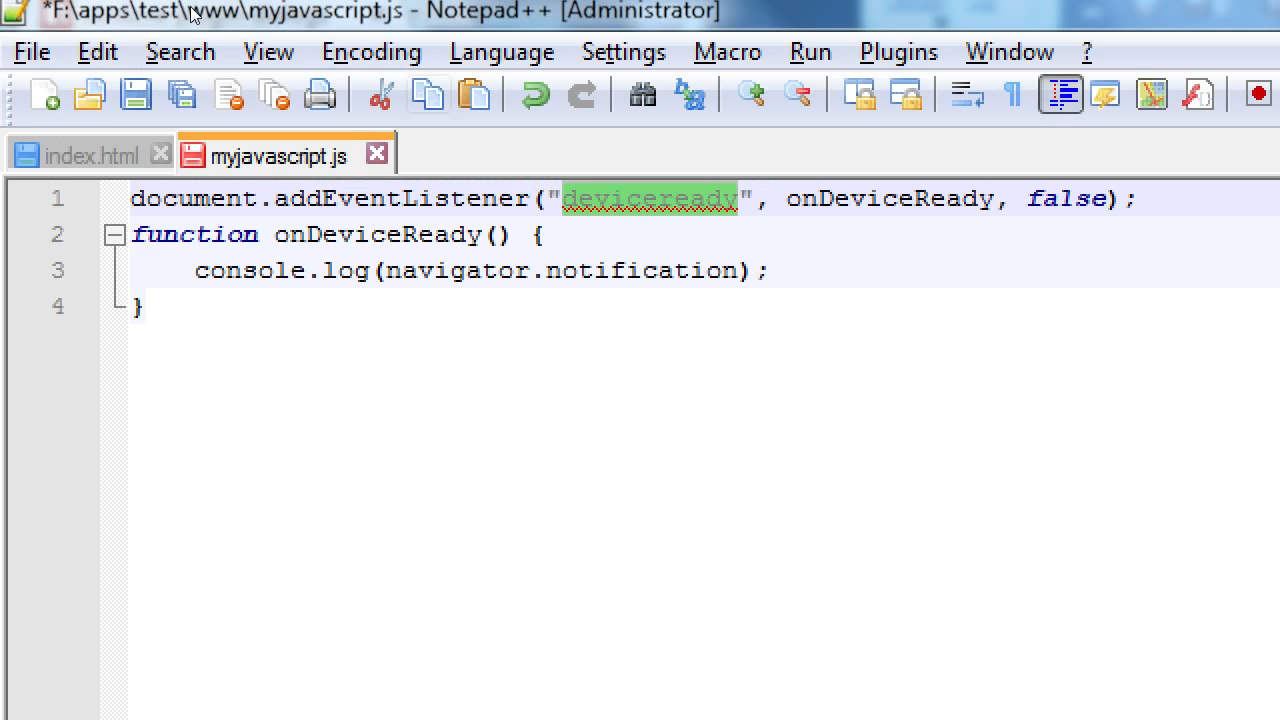 *F:\apps\test\www\myjavascript.js - Notepad++ [Administrator]
File Edit Search View Encoding Language Settings Macro Run Plugins Window ?
index.html myjavascript.js
1 document.addEventListener("deviceready", onDeviceReady, false);
2 function onDeviceReady() {
3 console.log(navigator.notification);
4 }